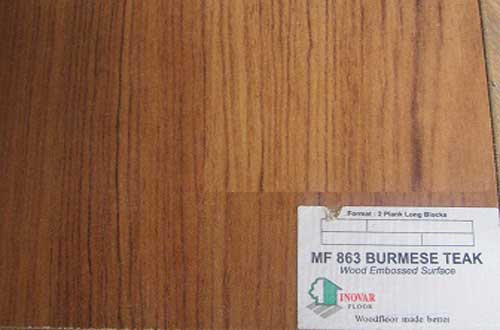 Format : 2 Plank Long Blocks
MF 863 BURMESE TEAK
Wood Embossed Surface
INOVAR
FLOOR
Woodfloor made better